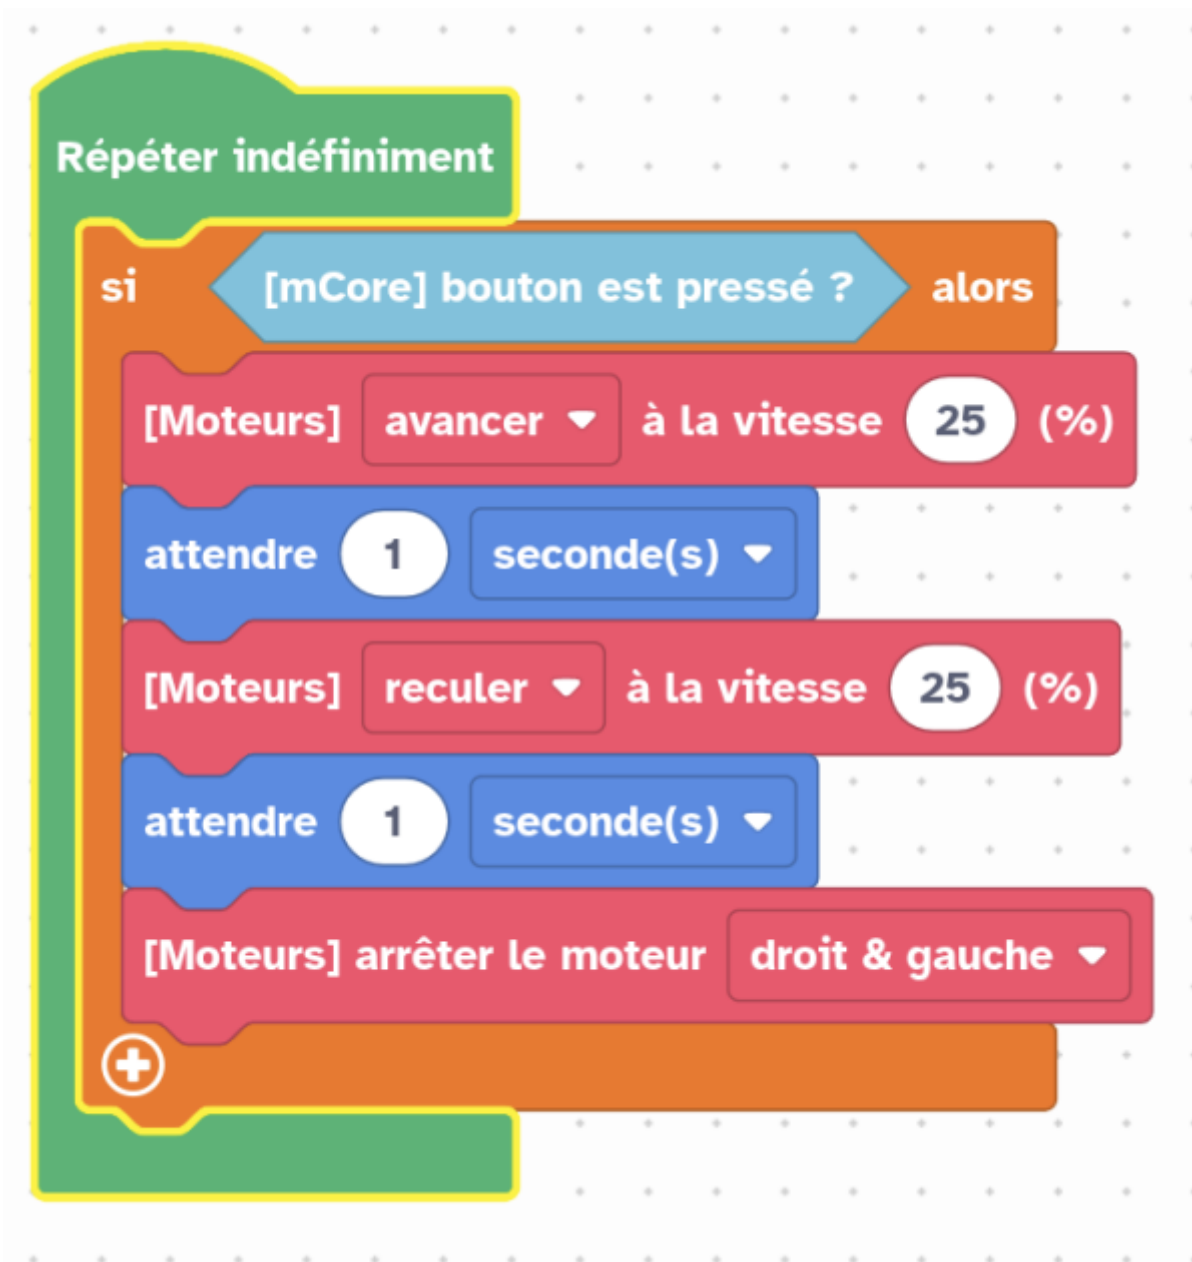 Répéter indéfiniment
si [mCore] bouton est pressé ? alors
[Moteurs] avancer à la vitesse 25 (%)
attendre 1 seconde(s)
[Moteurs] reculer à la vitesse 25 (%)
attendre 1 seconde(s)
[Moteurs] arrêter le moteur droit & gauche